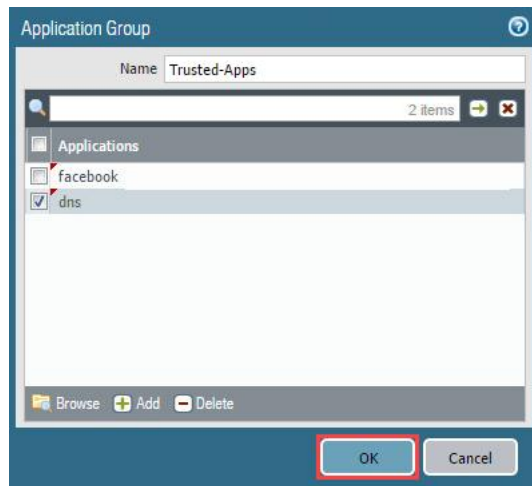 Application Group
Name Trusted-Apps
2 items
Applications
facebook
dns
Browse Add Delete
OK Cancel